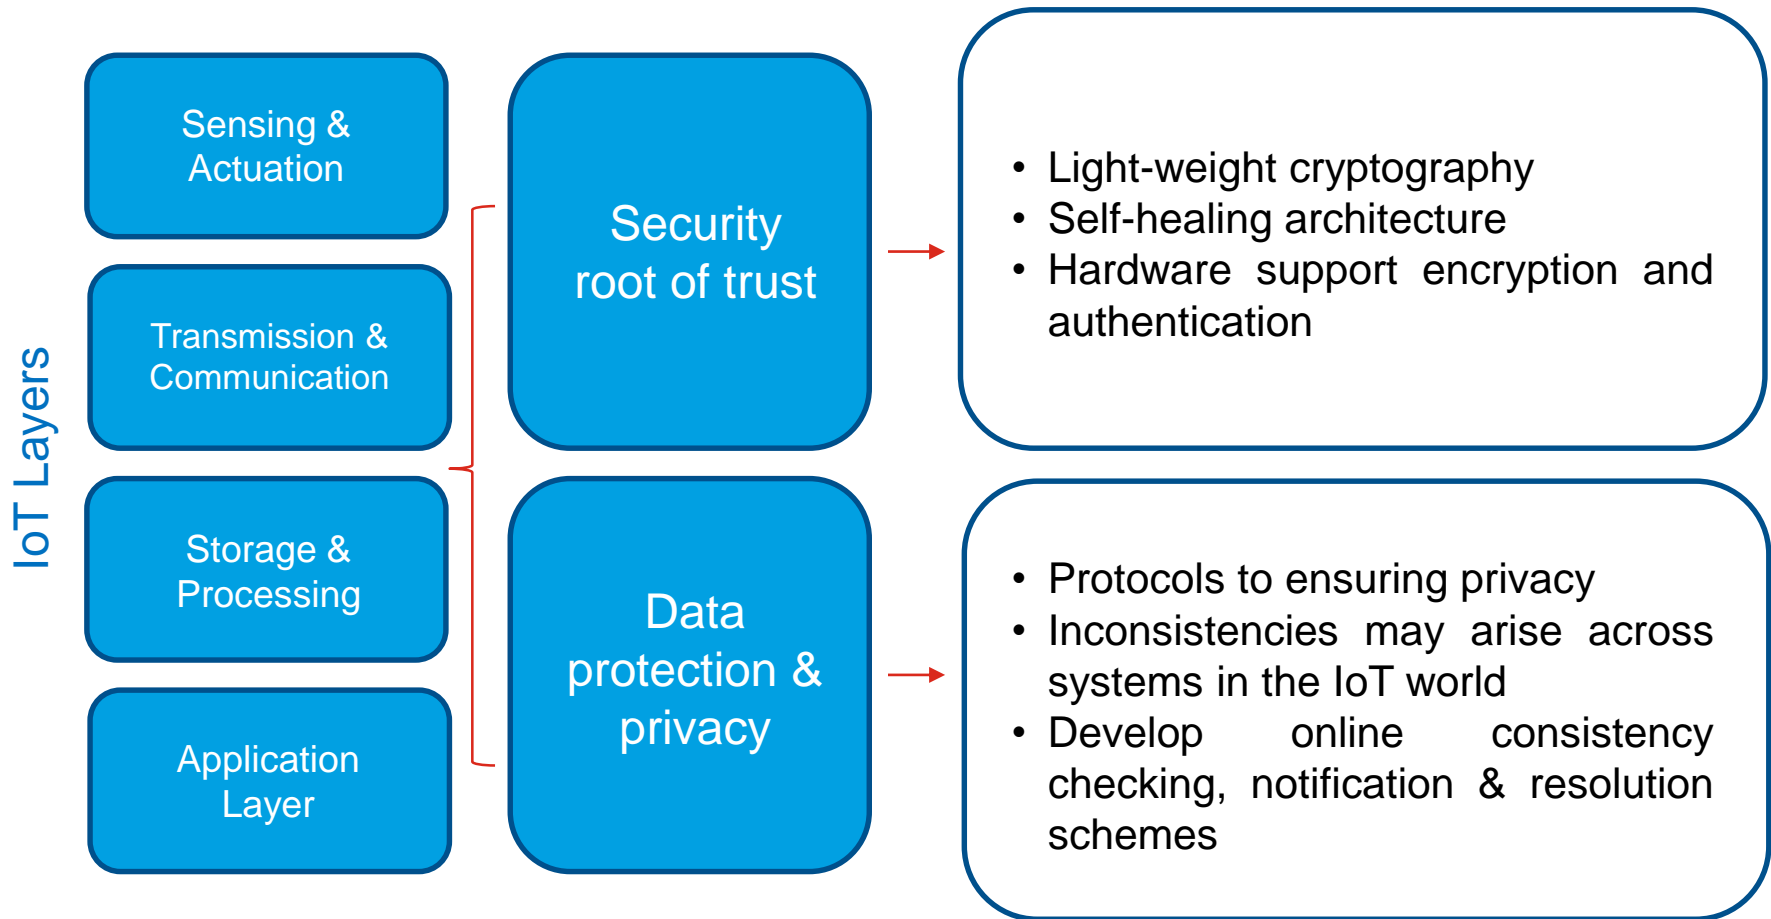 IoT Layers
Sensing &
Actuation
Transmission &
Communication
Storage &
Processing
Application
Layer
Security
root of trust
Data
protection &
privacy
• Light-weight cryptography
• Self-healing architecture
• Hardware support encryption and
authentication
• Protocols to ensuring privacy
• Inconsistencies may arise across
systems in the IoT world
• Develop online consistency
checking, notification & resolution
schemes